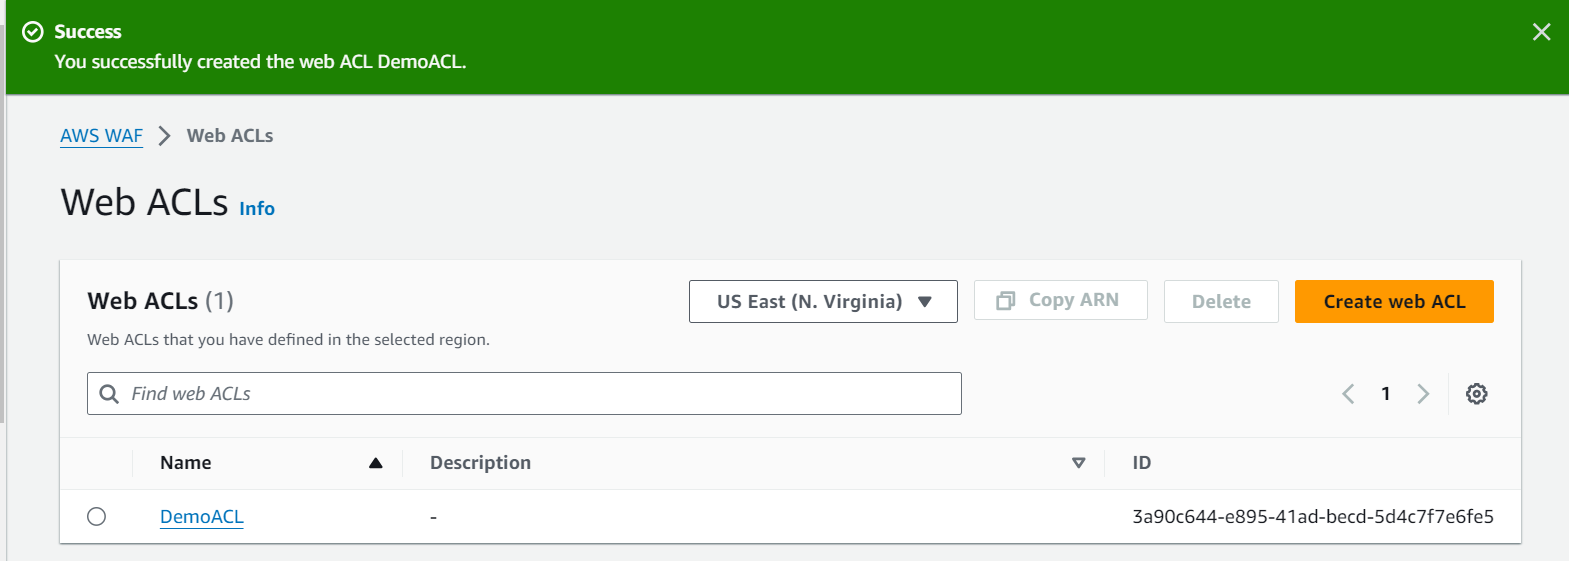 Success
You successfully created the web ACL DemoACL.
AWS WAF Web ACLs
Web ACLs Info
Web ACLs (1) US East (N. Virginia) Copy ARN Delete Create web ACL
Web ACLs that you have defined in the selected region.
Find web ACLs 1
Name Description ID
DemoACL - 3a90c644-e895-41ad-becd-5d4c7f7e6fe5